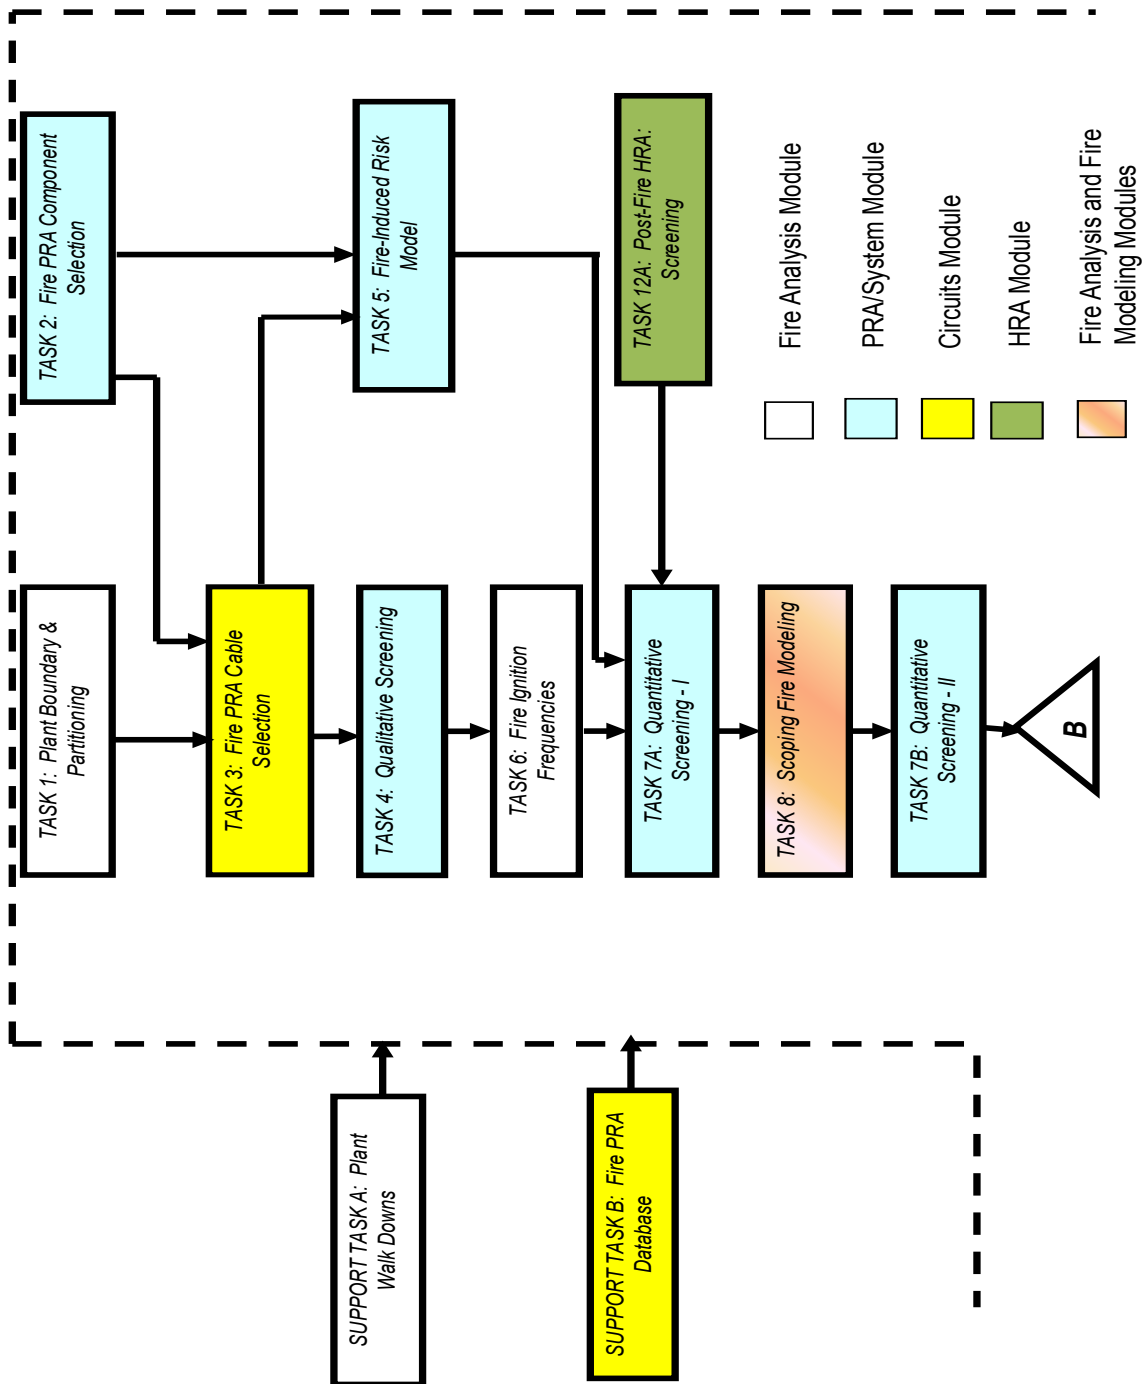 TASK 1: Plant Boundary &
Partitioning
TASK 2: Fire PRA Component
Selection
TASK 3: Fire PRA Cable
Selection
TASK 4: Qualitative Screening
TASK 5: Fire-Induced Risk
Model
TASK 6: Fire Ignition
Frequencies
TASK 7A: Quantitative
Screening - I
TASK 12A: Post-Fire HRA:
Screening
TASK 8: Scoping Fire Modeling
TASK 7B: Quantitative
Screening - II
B
SUPPORT TASK A: Plant
Walk Downs
SUPPORT TASK B: Fire PRA
Database
Fire Analysis Module
PRA/System Module
Circuits Module
HRA Module
Fire Analysis and Fire
Modeling Modules